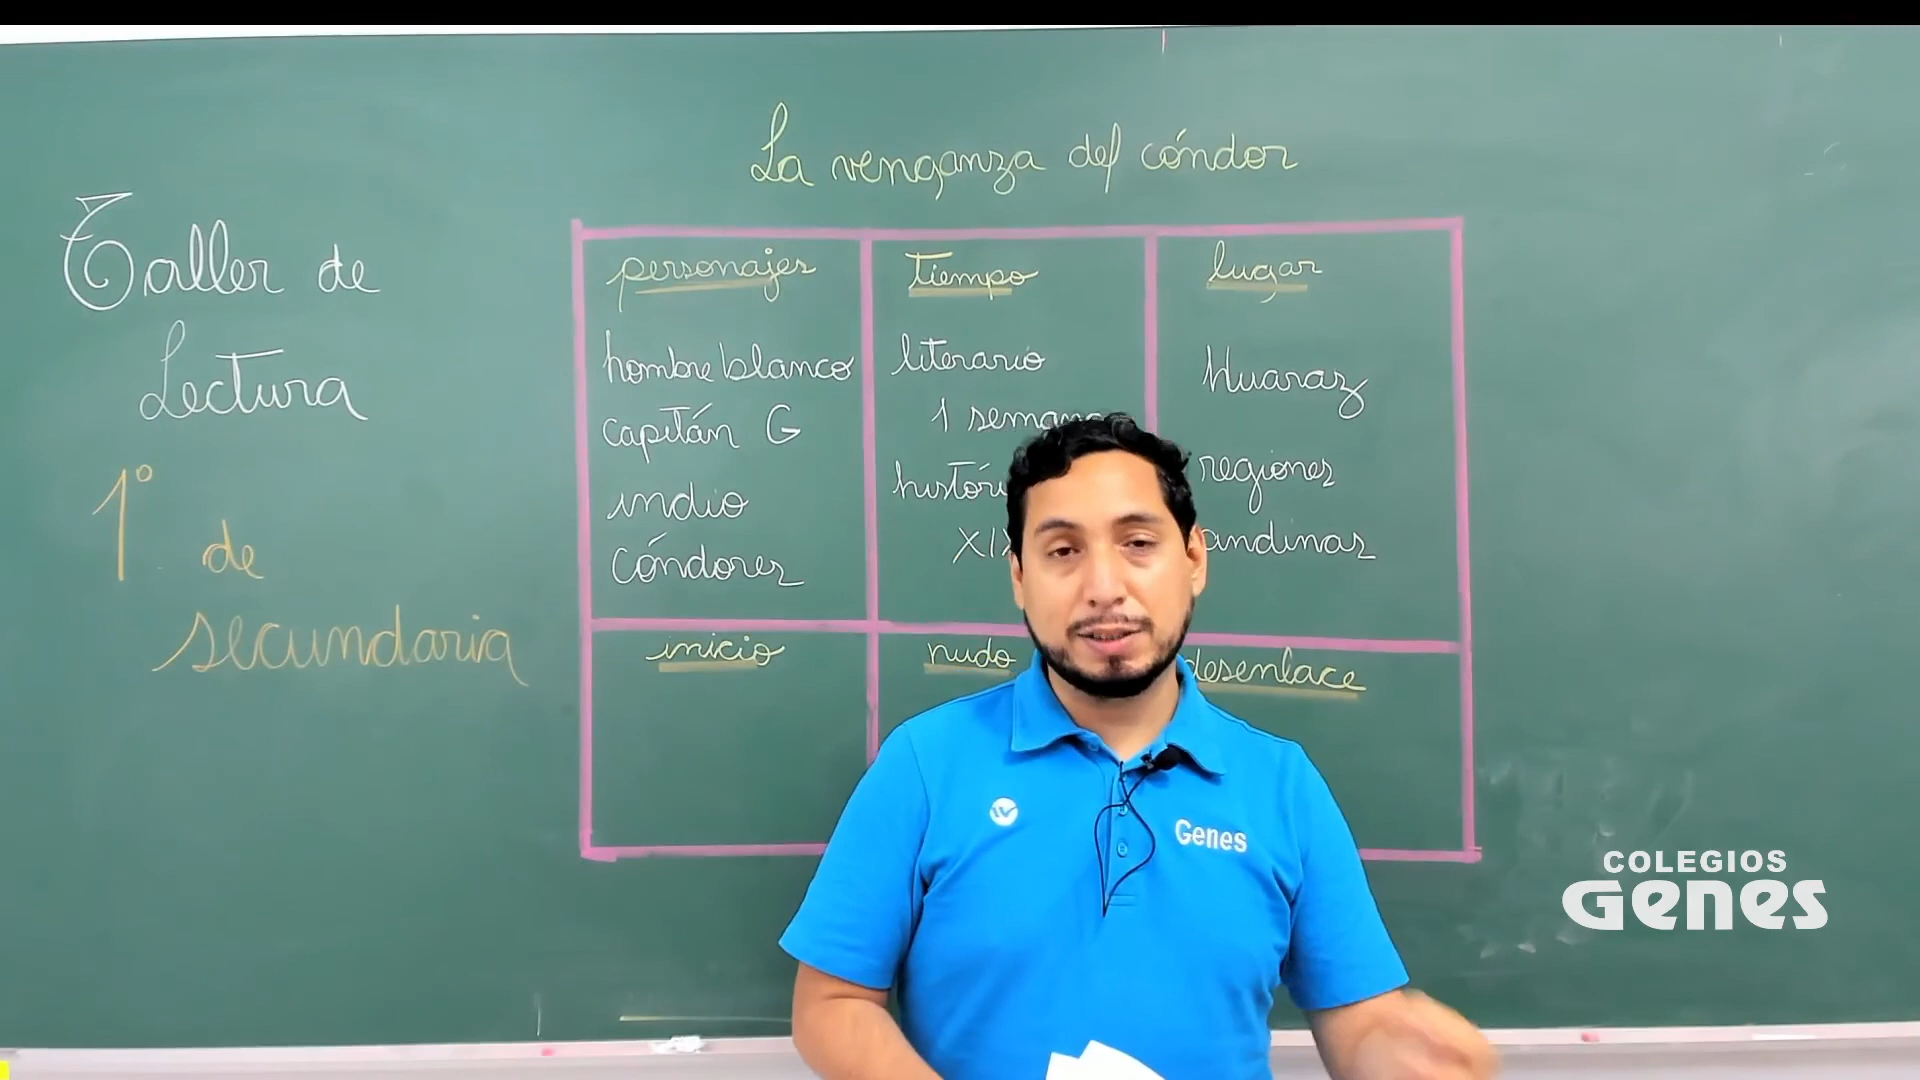 La venganza del cóndor
Taller de
Lectura
1° de
secundaria
personajes
hombre blanco
capitán G
indio
cóndores
tiempo
literario
1 semana
XIX
lugar
Huaraz
regiones
andinas
inicio
nudo
desenlace
Genes
COLEGIOS
Genes